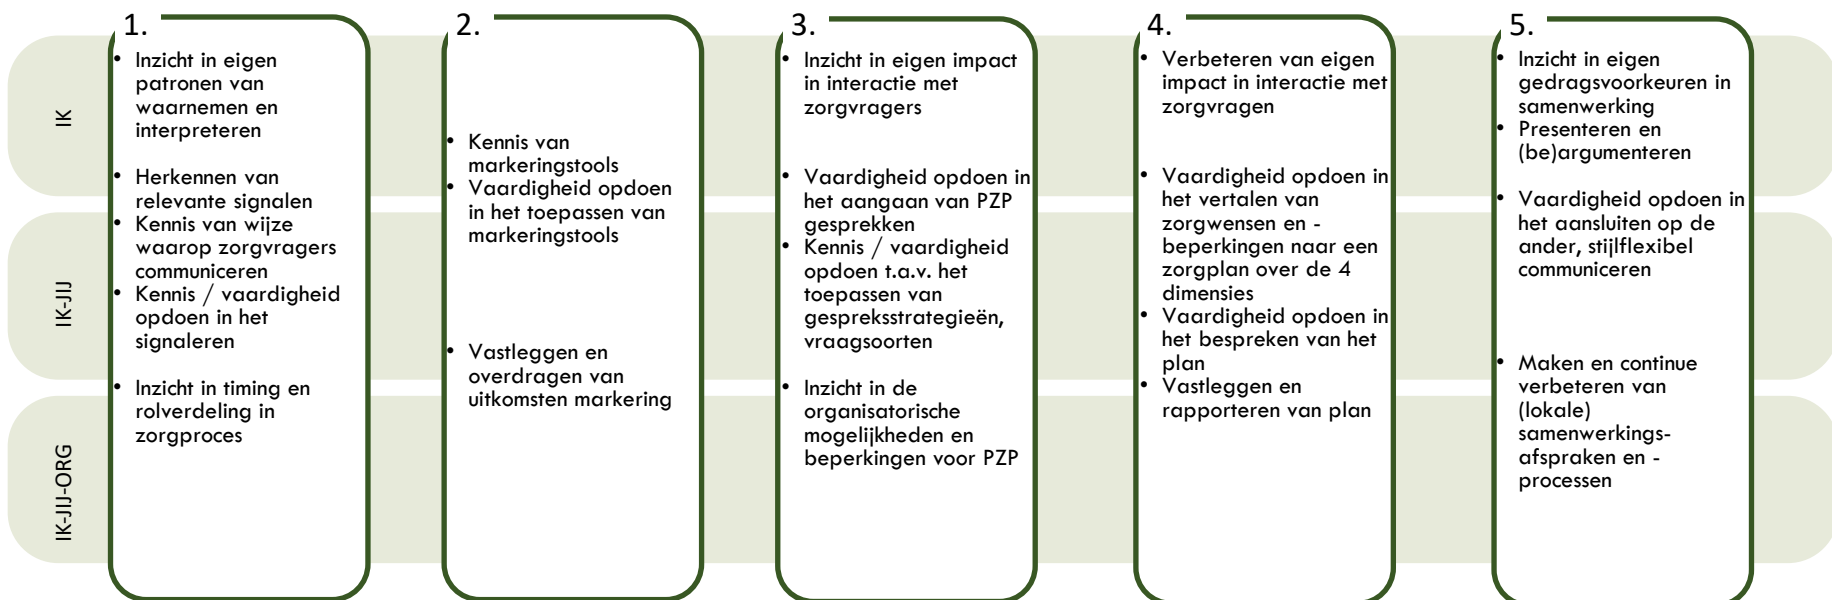 IK
IK-JIJ
IK-JIJ-ORG
1.
• Inzicht in eigen
patronen van
waarnemen en
interpreteren
• Herkennen van
relevante signalen
• Kennis van wijze
waarop zorgvragers
communiceren
• Kennis / vaardigheid
opdoen in het
signaleren
• Inzicht in timing en
rolverdeling in
zorgproces
2.
• Kennis van
markeringstools
• Vaardigheid opdoen
in het toepassen van
markeringstools
• Vastleggen en
overdragen van
uitkomsten markering
3.
• Inzicht in eigen impact
in interactie met
zorgvragers
• Vaardigheid opdoen in
het aangaan van PZP
gesprekken
• Kennis / vaardigheid
opdoen t.a.v. het
toepassen van
gespreksstrategieën,
vraagsoorten
• Inzicht in de
organisatorische
mogelijkheden en
beperkingen voor PZP
4.
• Verbeteren van eigen
impact in interactie met
zorgvragen
• Vaardigheid opdoen in
het vertalen van
zorgwensen en -
beperkingen naar een
zorgplan over de 4
dimensies
• Vaardigheid opdoen in
het bespreken van het
plan
• Vastleggen en
rapporteren van plan
5.
• Inzicht in eigen
gedragsvoorkeuren in
samenwerking
• Presenteren en
(be)argumenteren
• Vaardigheid opdoen in
het aansluiten op de
ander, stijlflexibel
communiceren
• Maken en continue
verbeteren van
(lokale)
samenwerkings-
afspraken en -
processen